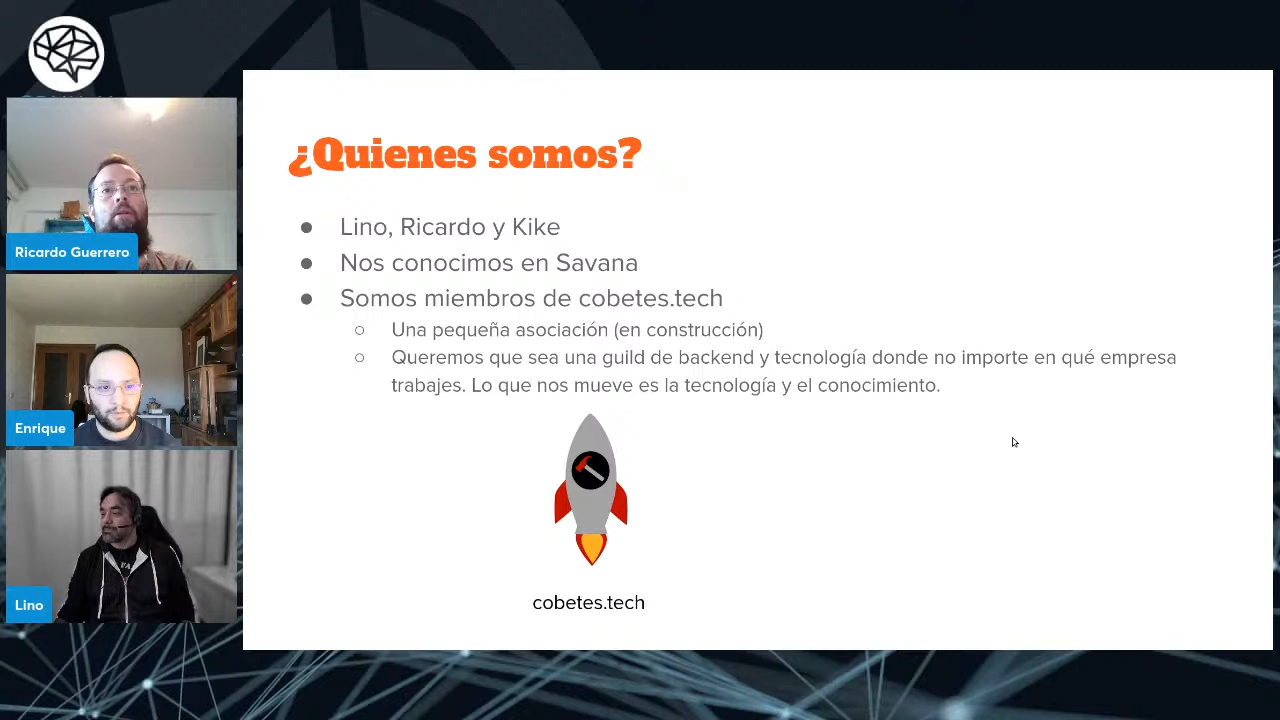 ¿Quienes somos?
Lino, Ricardo y Kike
Nos conocimos en Savana
Somos miembros de cobetes.tech
Una pequeña asociación (en construcción)
Queremos que sea una guild de backend y tecnología donde no importe en qué empresa
trabajes. Lo que nos mueve es la tecnología y el conocimiento.
cobetes.tech
Ricardo Guerrero
Enrique
Lino